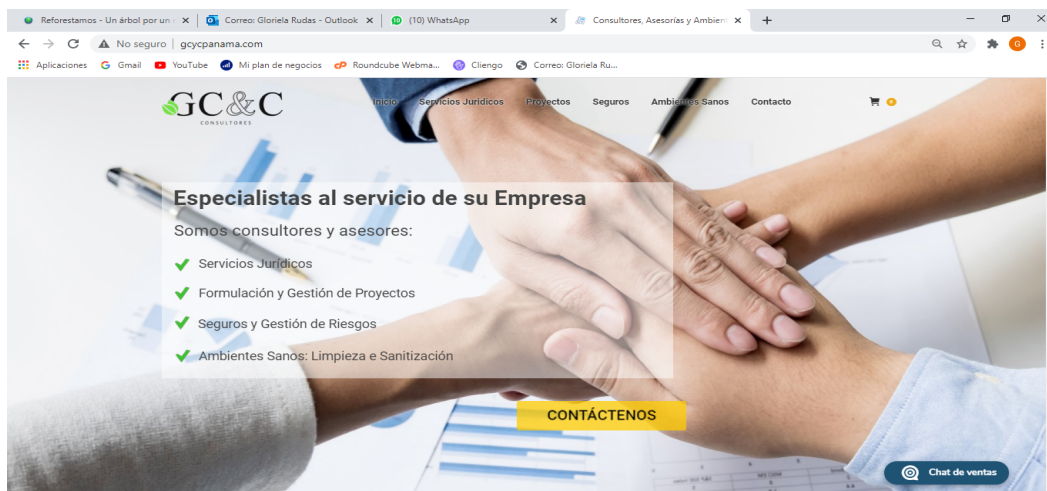 Reforestamos - Un árbol por un
Correo: Gloriela Rudas - Outlook
(10) WhatsApp
Consultores, Asesorías y Ambient
No seguro | gcycpanama.com
Aplicaciones
Gmail
YouTube
Mi plan de negocios
Roundcube Webma...
Cliengo
Correo: Gloriela Ru...
GC&C
CONSULTORES
Inicio
Servicios Jurídicos
Proyectos
Seguros
Ambientes Sanos
Contacto
0
Especialistas al servicio de su Empresa
Somos consultores y asesores:
Servicios Jurídicos
Formulación y Gestión de Proyectos
Seguros y Gestión de Riesgos
Ambientes Sanos: Limpieza e Sanitización
CONTÁCTENOS
Chat de ventas